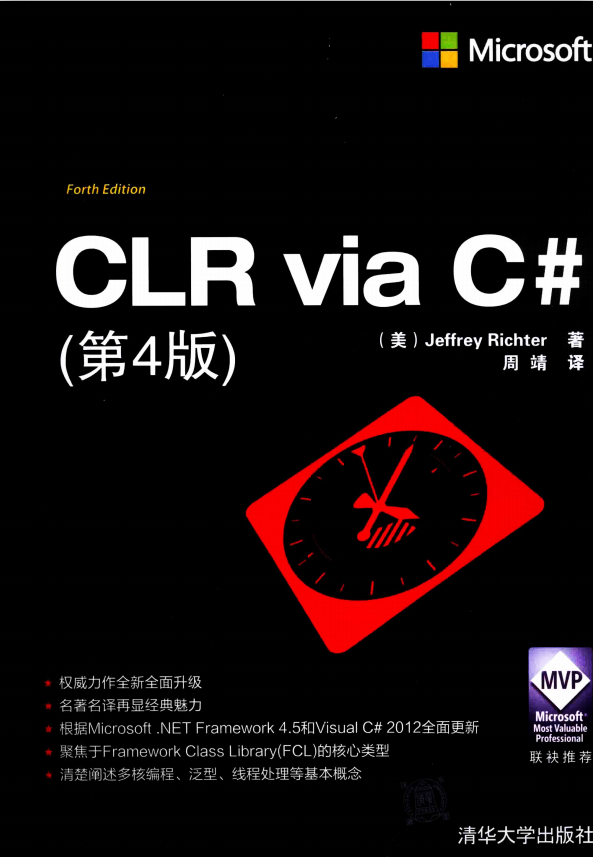 Microsoft
Forth Edition
CLR via C#
(第4版)
（美）Jeffrey Richter 著
周 靖 译
★ 权威力作全新全面升级
★ 名著名译再显经典魅力
★ 根据Microsoft .NET Framework 4.5和Visual C# 2012全面更新
★ 聚焦于Framework Class Library(FCL)的核心类型
★ 清楚阐述多核编程、泛型、线程处理等基本概念
MVP
Microsoft®
Most Valuable
Professional
联袂推荐
清华大学出版社